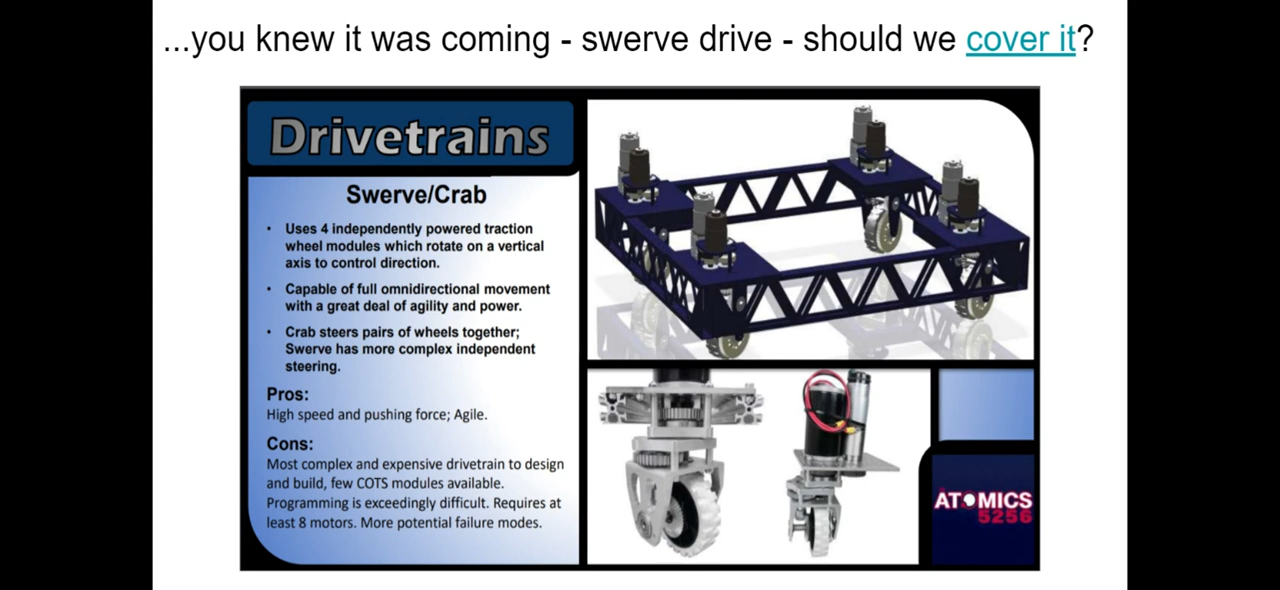 ...you knew it was coming - swerve drive - should we cover it?
Drivetrains
Swerve/Crab
• Uses 4 independently powered traction
wheel modules which rotate on a vertical
axis to control direction.
• Capable of full omnidirectional movement
with a great deal of agility and power.
• Crab steers pairs of wheels together;
Swerve has more complex independent
steering.
Pros:
High speed and pushing force; Agile.
Cons:
Most complex and expensive drivetrain to design
and build, few COTS modules available.
Programming is exceedingly difficult. Requires at
least 8 motors. More potential failure modes.
ATOMICS
5256